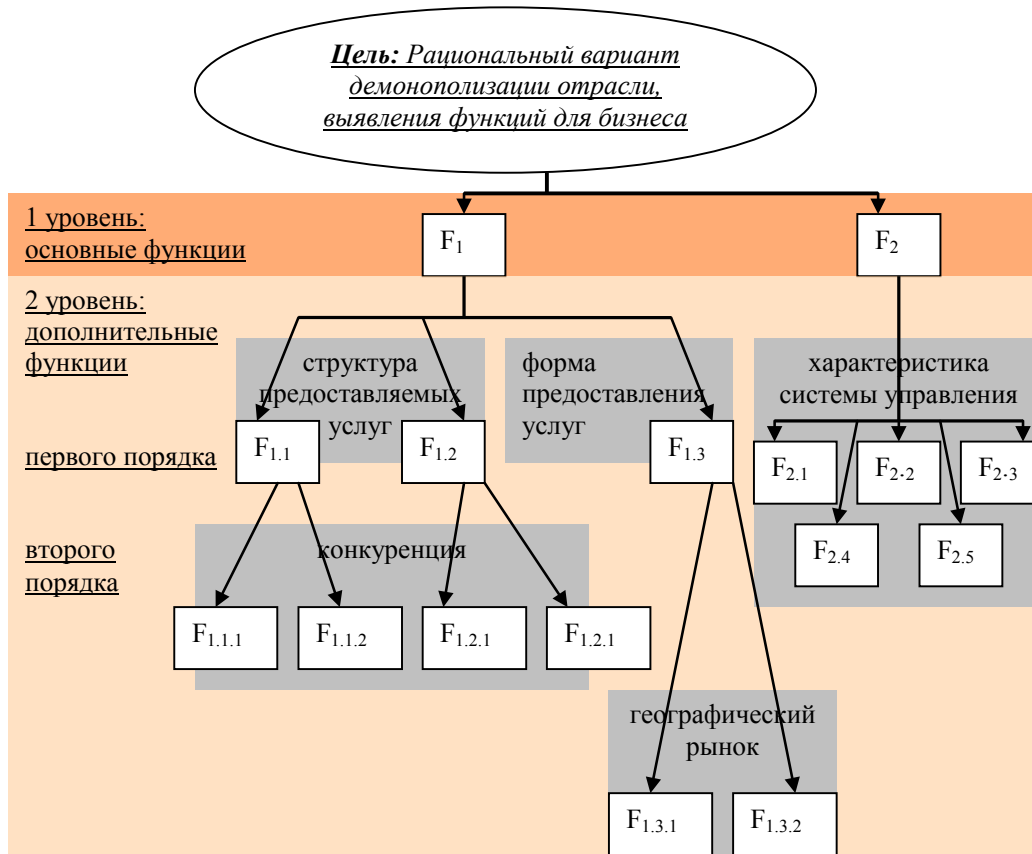 Цель: Рациональный вариант
демонополизации отрасли,
выявления функций для бизнеса
1 уровень:
основные функции
F1
F2
2 уровень:
дополнительные
функции
структура
предоставляемых
услуг
форма
предоставления
услуг
характеристика
системы управления
первого порядка
F1.1
F1.2
F1.3
F2.1
F2.2
F2.3
F2.4
F2.5
второго
порядка
конкуренция
F1.1.1
F1.1.2
F1.2.1
F1.2.1
географический
рынок
F1.3.1
F1.3.2